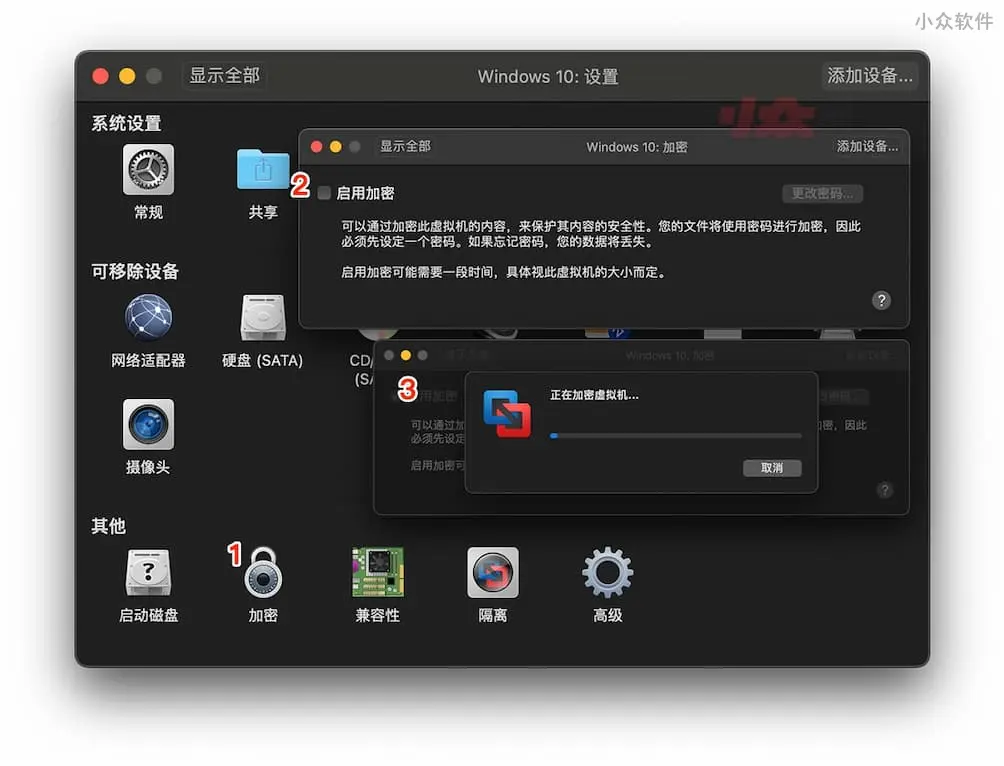 小众软件
显示全部
Windows 10: 设置
添加设备...
系统设置
小众
常规
共享
2
显示全部
Windows 10: 加密
添加设备...
启用加密
更改密码...
可以通过加密此虚拟机的内容，来保护其内容的安全性。您的文件将使用密码进行加密，因此
必须先设定一个密码。如果忘记密码，您的数据将丢失。
启用加密可能需要一段时间，具体视此虚拟机的大小而定。
?
可移除设备
网络适配器
硬盘 (SATA)
CD/
(SA
摄像头
3
Windows 10: 加密
用加密
可以通过加
必须先设定
启用加密可
密，因此
?
正在加密虚拟机...
取消
其他
1
?
启动磁盘
加密
兼容性
隔离
高级